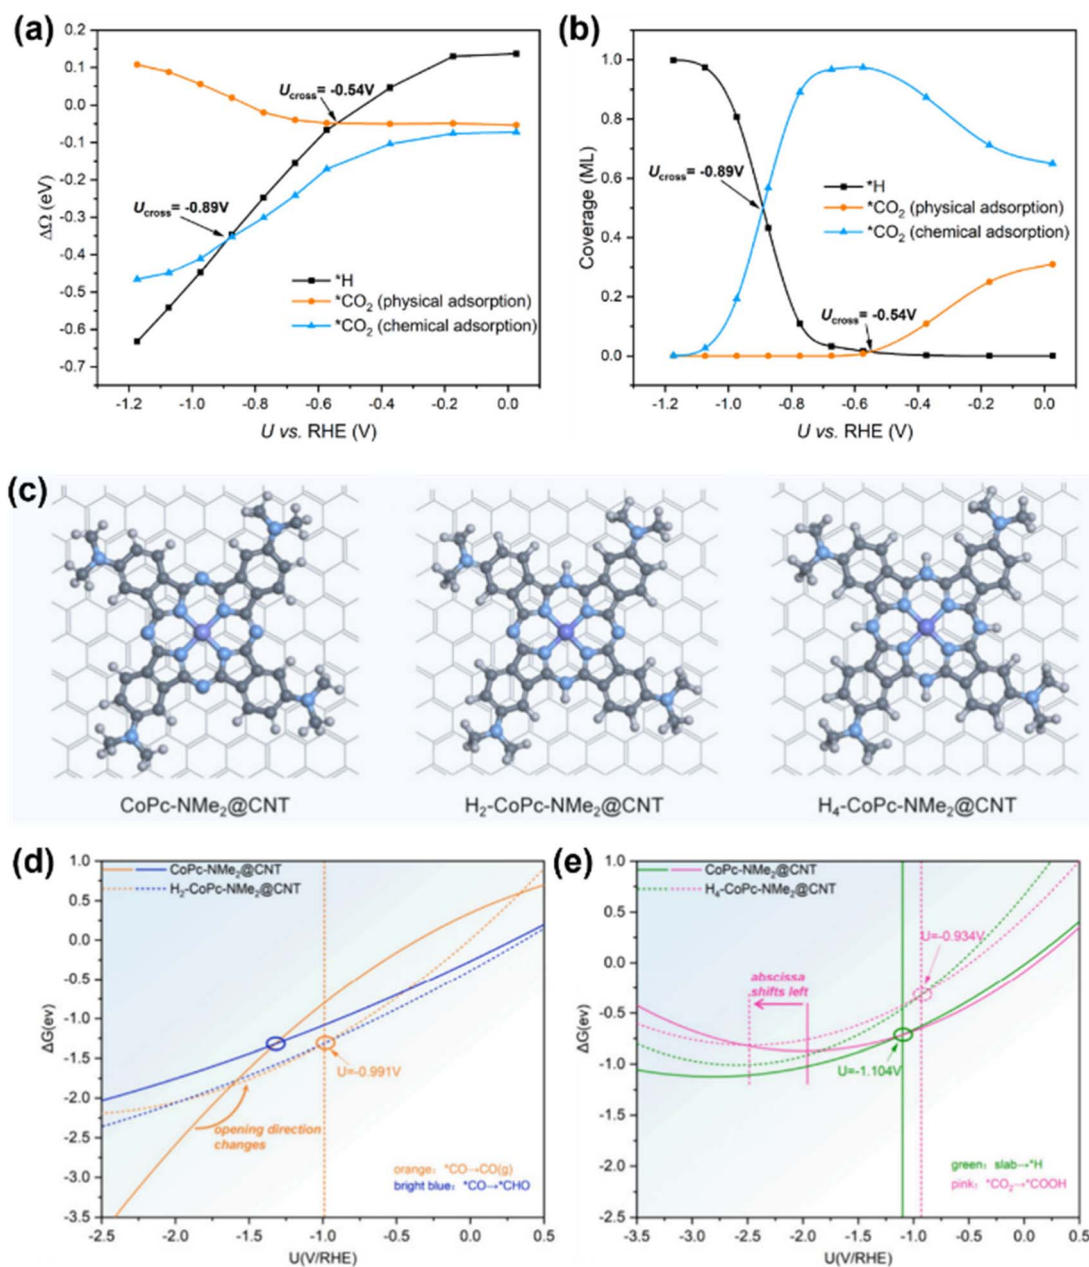 (a)
0.2
0.1
0.0
-0.1
-0.2
-0.3
-0.4
-0.5
-0.6
-0.7
ΔΩ (eV)
Ucross= -0.54V
Ucross= -0.89V
*H
*CO2 (physical adsorption)
*CO2 (chemical adsorption)
-1.2 -1.0 -0.8 -0.6 -0.4 -0.2 0.0
U vs. RHE (V)
(b)
1.0
0.8
0.6
0.4
0.2
0.0
Coverage (ML)
Ucross= -0.89V
*H
*CO2 (physical adsorption)
*CO2 (chemical adsorption)
Ucross= -0.54V
-1.2 -1.0 -0.8 -0.6 -0.4 -0.2 0.0
U vs. RHE (V)
(c)
CoPc-NMe2@CNT
H2-CoPc-NMe2@CNT
H4-CoPc-NMe2@CNT
(d)
1.0
0.5
0.0
-0.5
-1.0
-1.5
-2.0
-2.5
-3.0
-3.5
ΔG(ev)
CoPc-NMe2@CNT
H2-CoPc-NMe2@CNT
U=-0.991V
opening direction
changes
orange：*CO→CO(g)
bright blue：*CO→*CHO
-2.5 -2.0 -1.5 -1.0 -0.5 0.0 0.5
U(V/RHE)
(e)
1.0
0.5
0.0
-0.5
-1.0
-1.5
-2.0
-2.5
ΔG(ev)
CoPc-NMe2@CNT
H4-CoPc-NMe2@CNT
U=-0.934V
abscissa
shifts left
U=-1.104V
green：slab→*H
pink：*CO2→*COOH
-3.5 -3.0 -2.5 -2.0 -1.5 -1.0 -0.5 0.0 0.5
U(V/RHE)